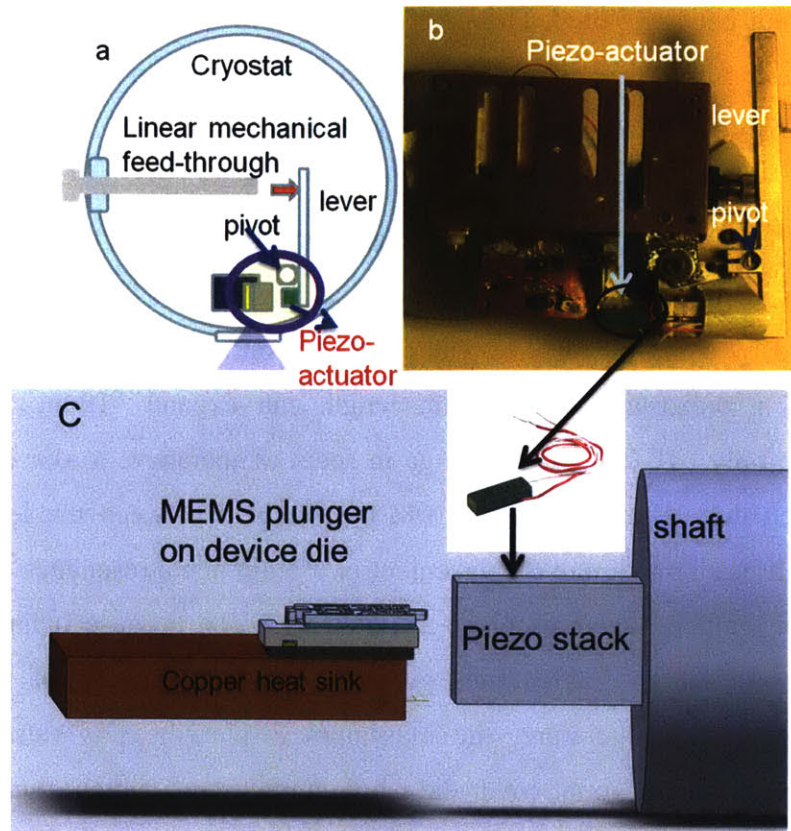 a
Cryostat
Linear mechanical
feed-through
lever
pivot
Piezo-
actuator
b
Piezo-actuator
lever
pivot
C
MEMS plunger
on device die
shaft
Piezo stack
Copper heat sink